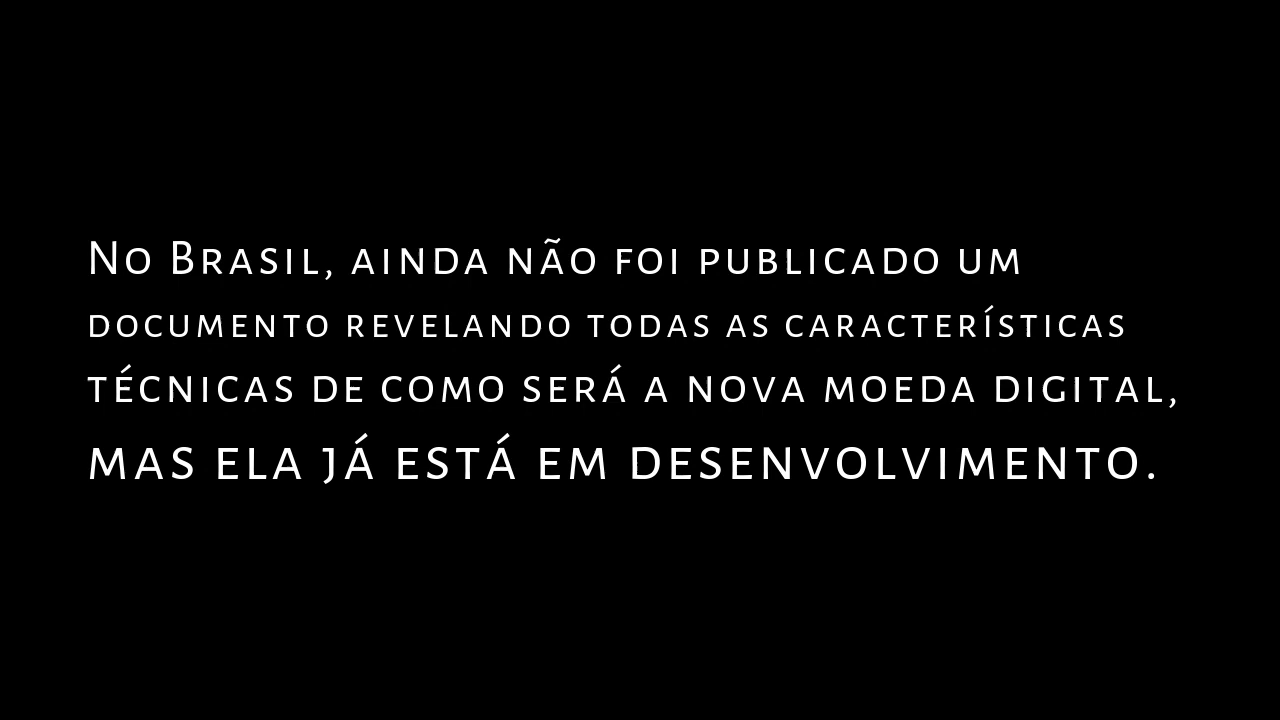 No Brasil, ainda não foi publicado um
documento revelando todas as características
técnicas de como será a nova moeda digital,
mas ela já está em desenvolvimento.